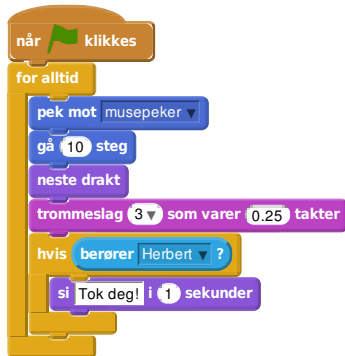 når klikkes
for alltid
pek mot musepeker
gå 10 steg
neste drakt
trommeslag 3 som varer 0.25 takter
hvis berører Herbert ?
si Tok deg! i 1 sekunder